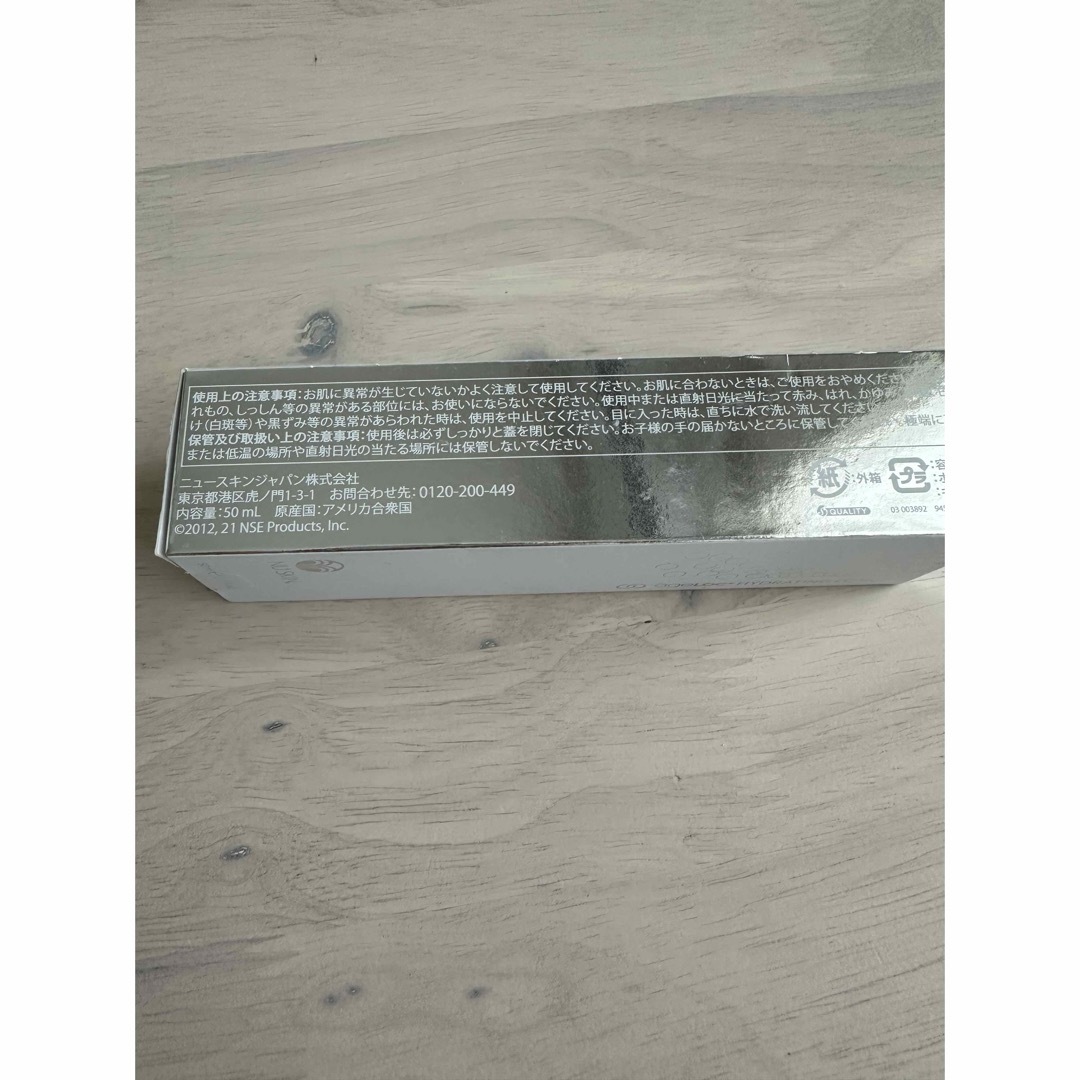 使用上の注意事項:お肌に異常が生じていないかよく注意して使用してください。お肌に合わないときは、ご使用をおやめくださ
れもの、しっしん等の異常がある部位には、お使いにならないでください。使用中または直射日光に当たって赤み、はれ、かゆ
け(白斑等)や黒ずみ等の異常があらわれた時は、使用を中止してください。目に入った時は、直ちに水で洗い流してくださ
保管及び取扱い上の注意事項:使用後は必ずしっかりと蓋を閉じてください。お子様の手の届かないところに保管して 極端に
または低温の場所や直射日光の当たる場所には保管しないでください。
ニュースキンジャパン株式会社
東京都港区虎ノ門1-3-1 お問合わせ先:0120-200-449
内容量:50 mL 原産国:アメリカ合衆国
©2012, 21 NSE Products, Inc.
紙 :外箱
プラ :容
QUALITY
03 003892 945
NU SKIN